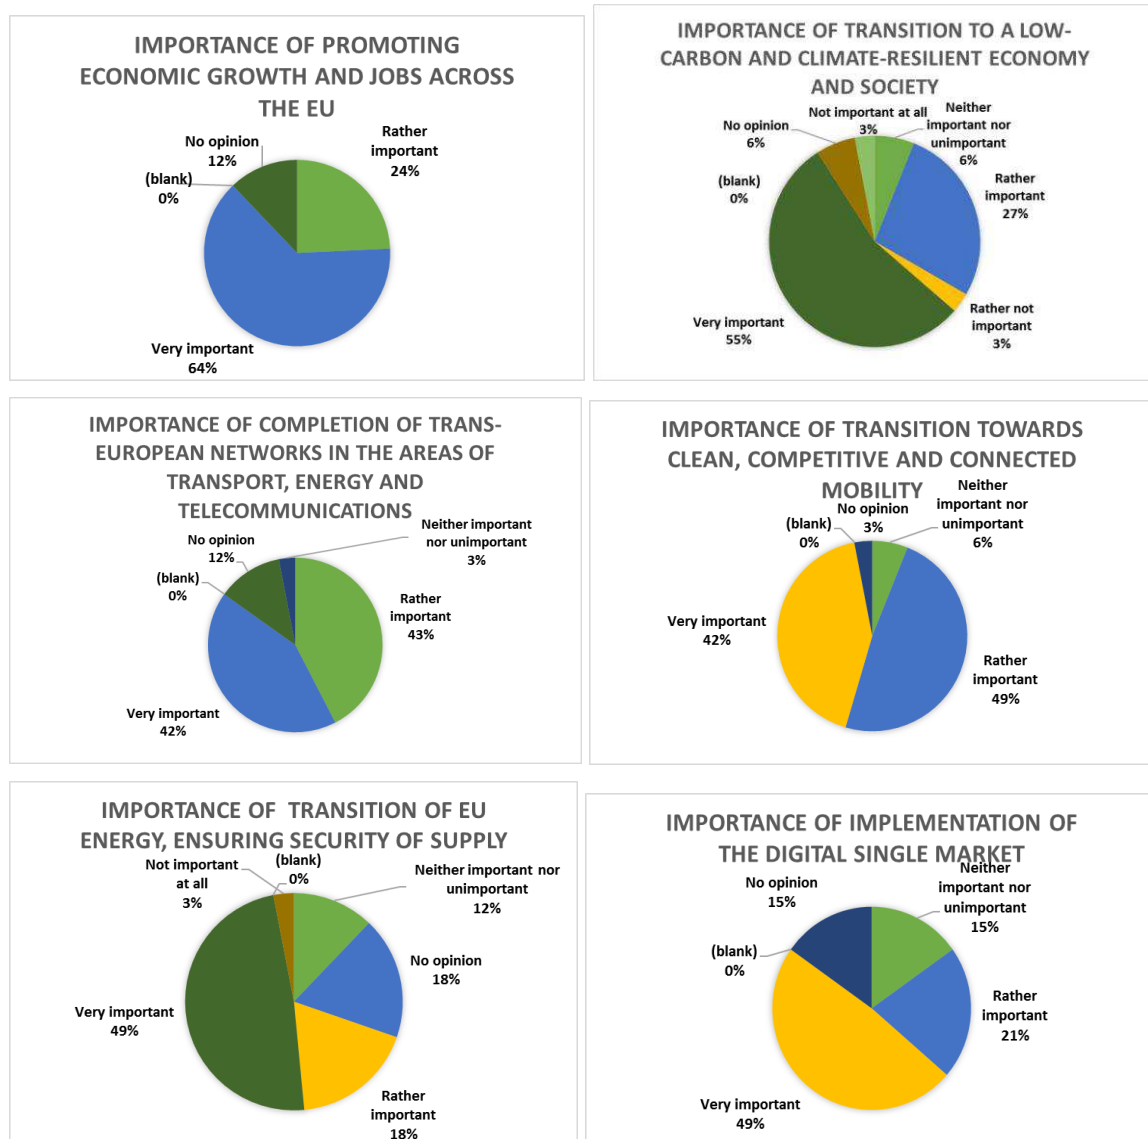 IMPORTANCE OF PROMOTING
ECONOMIC GROWTH AND JOBS ACROSS
THE EU
No opinion
12%
Rather
important
24%
(blank)
0%
Very important
64%
IMPORTANCE OF TRANSITION TO A LOW-
CARBON AND CLIMATE-RESILIENT ECONOMY
AND SOCIETY
Not important at all
3%
Neither
important nor
unimportant
6%
No opinion
6%
(blank)
0%
Rather
important
27%
Rather not
important
3%
Very important
55%
IMPORTANCE OF COMPLETION OF TRANS-
EUROPEAN NETWORKS IN THE AREAS OF
TRANSPORT, ENERGY AND
TELECOMMUNICATIONS
Neither important
nor unimportant
3%
No opinion
12%
(blank)
0%
Rather
important
43%
Very important
42%
IMPORTANCE OF TRANSITION TOWARDS
CLEAN, COMPETITIVE AND CONNECTED
MOBILITY
Neither
important nor
unimportant
6%
No opinion
3%
(blank)
0%
Very important
42%
Rather
important
49%
IMPORTANCE OF  TRANSITION OF EU
ENERGY, ENSURING SECURITY OF SUPPLY
Not important
at all
3%
(blank)
0%
Neither important nor
unimportant
12%
No opinion
18%
Very important
49%
Rather
important
18%
IMPORTANCE OF IMPLEMENTATION OF
THE DIGITAL SINGLE MARKET
Neither
important nor
unimportant
15%
No opinion
15%
(blank)
0%
Rather
important
21%
Very important
49%